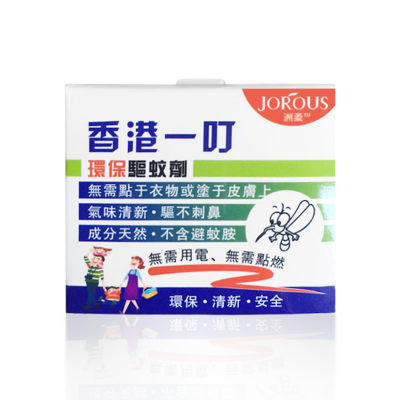 JOROUS
洲柔™
香港一叮
環保驅蚊劑
無需點于衣物或塗于皮膚上
氣味清新·驅不刺鼻
成分天然·不含避蚊胺
無需用電、無需點燃
環保·清新·安全